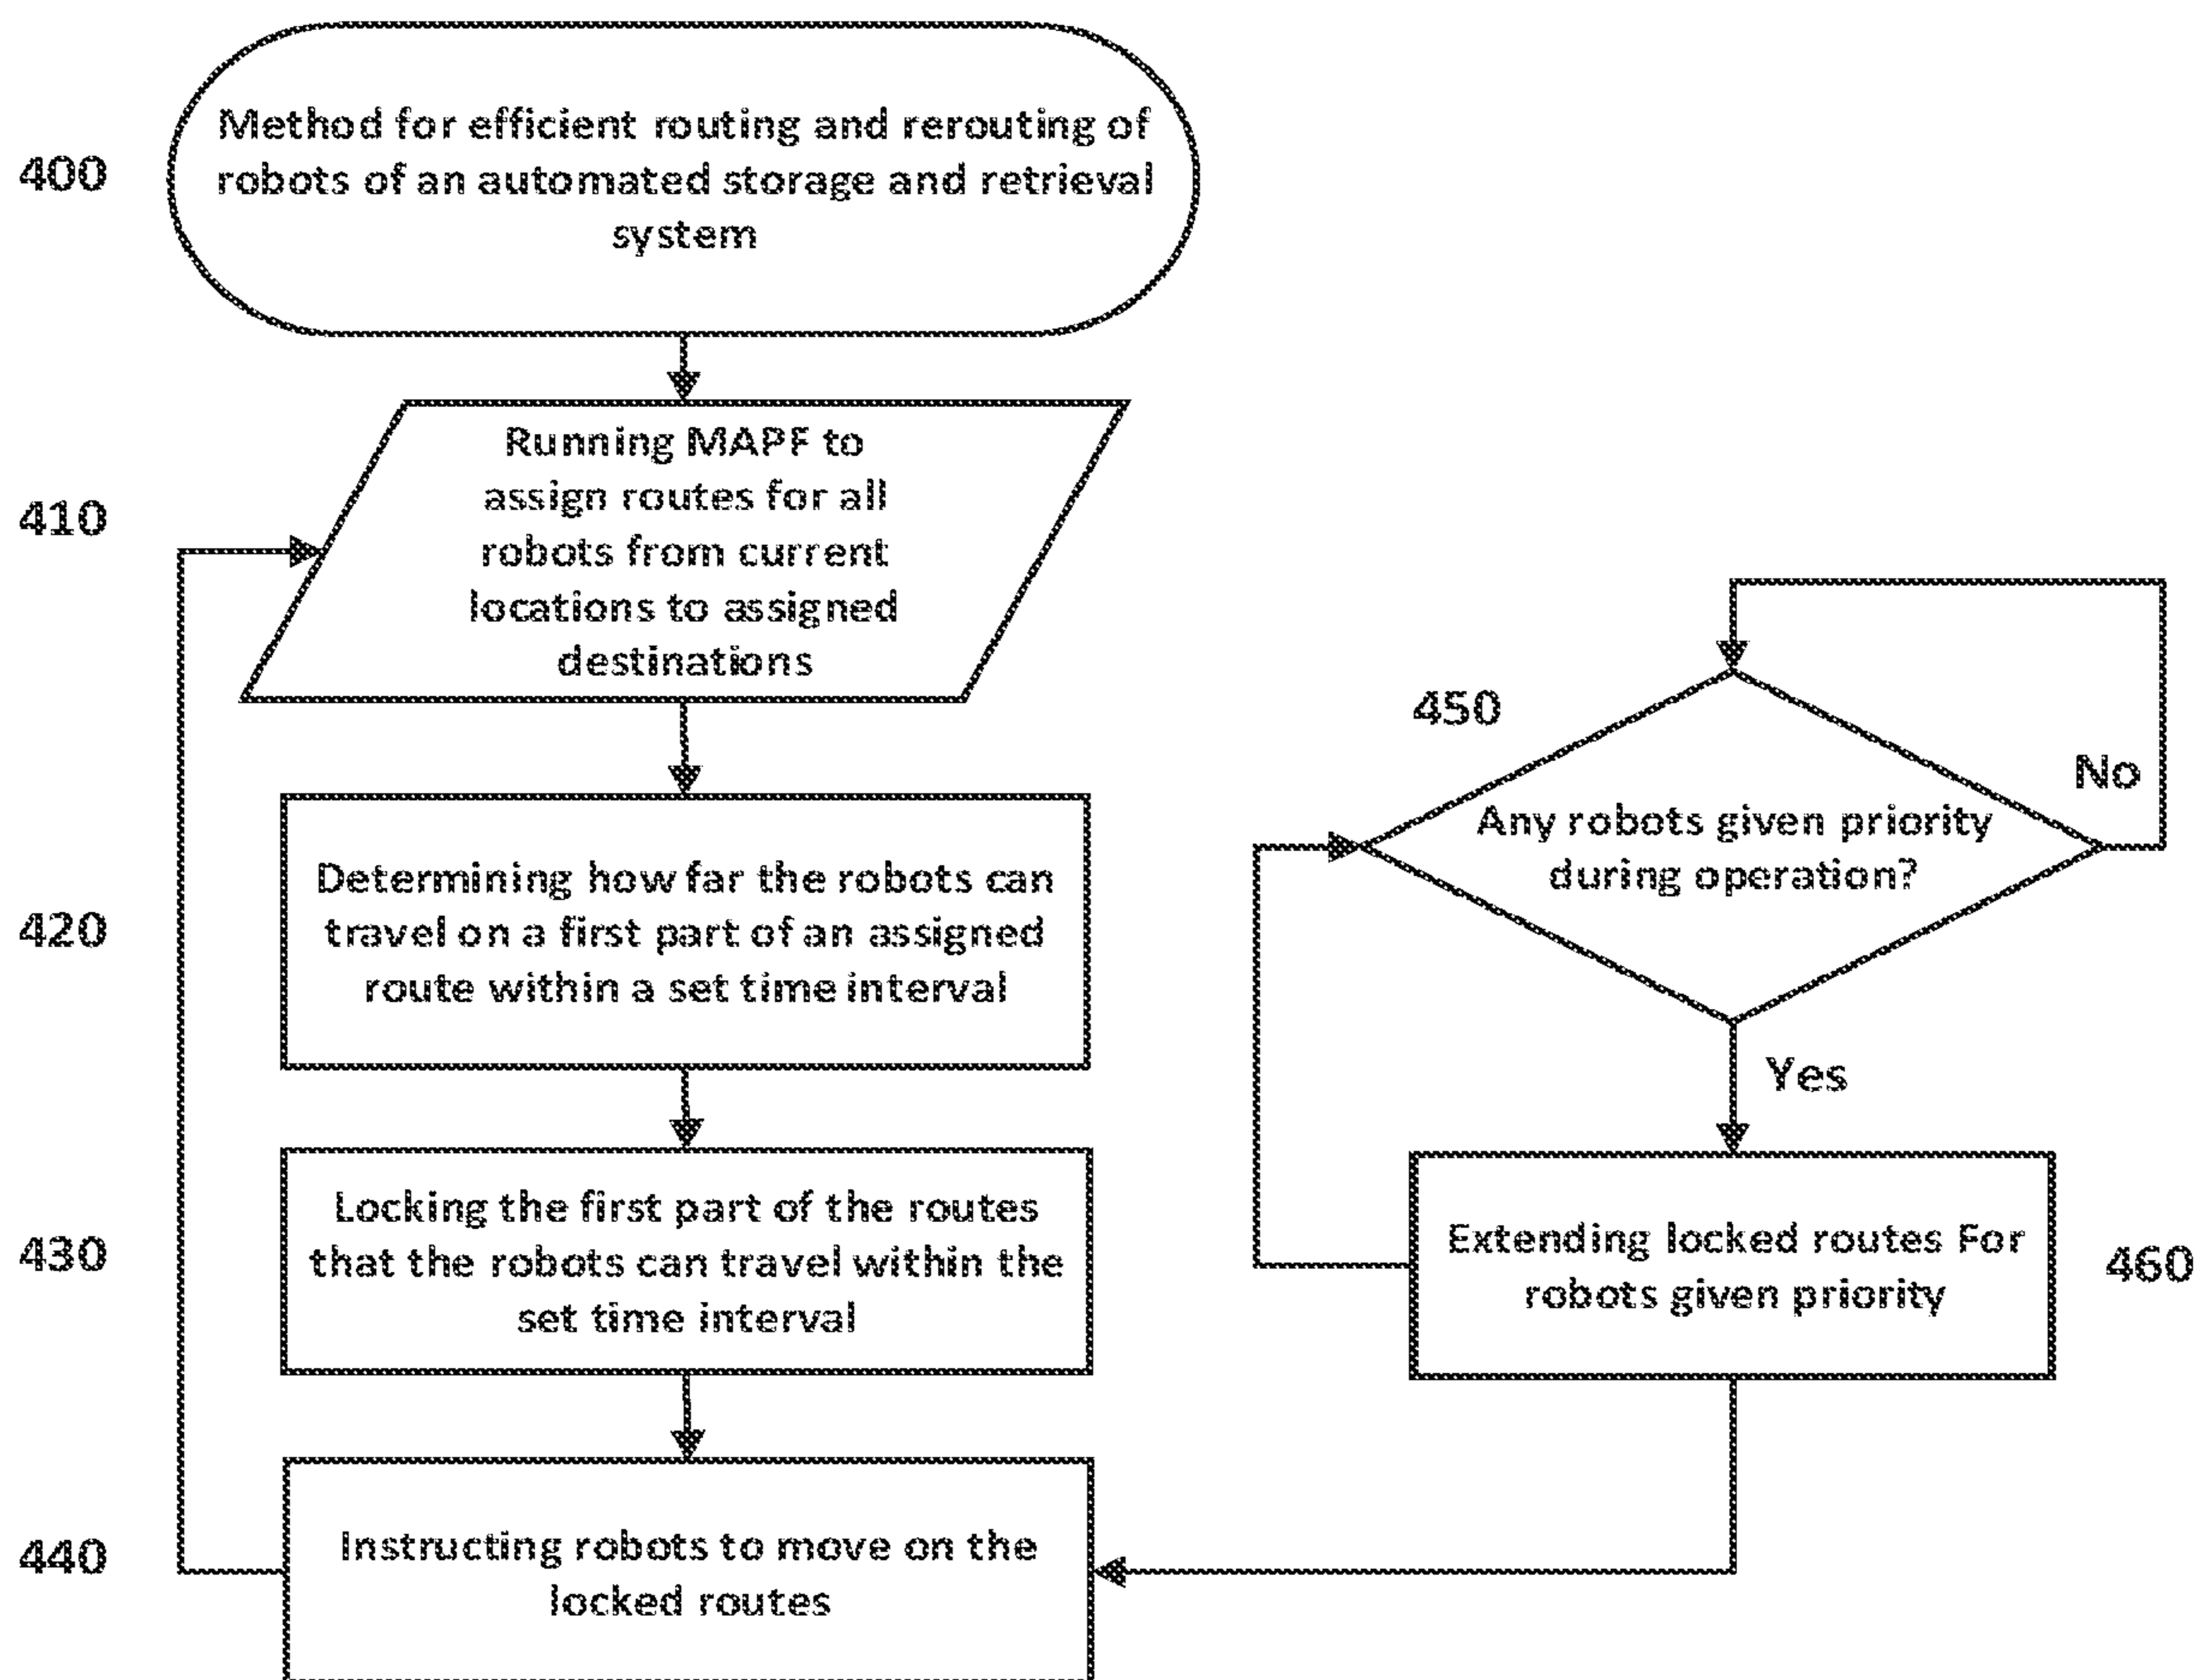 400
Method for efficient routing and rerouting of
robots of an automated storage and retrieval
system
410
Running MAPF to
assign routes for all
robots from current
locations to assigned
destinations
420
Determining how far the robots can
travel on a first part of an assigned
route within a set time interval
430
Locking the first part of the routes
that the robots can travel within the
set time interval
440
Instructing robots to move on the
locked routes
450
Any robots given priority
during operation?
No
Yes
Extending locked routes For
robots given priority
460